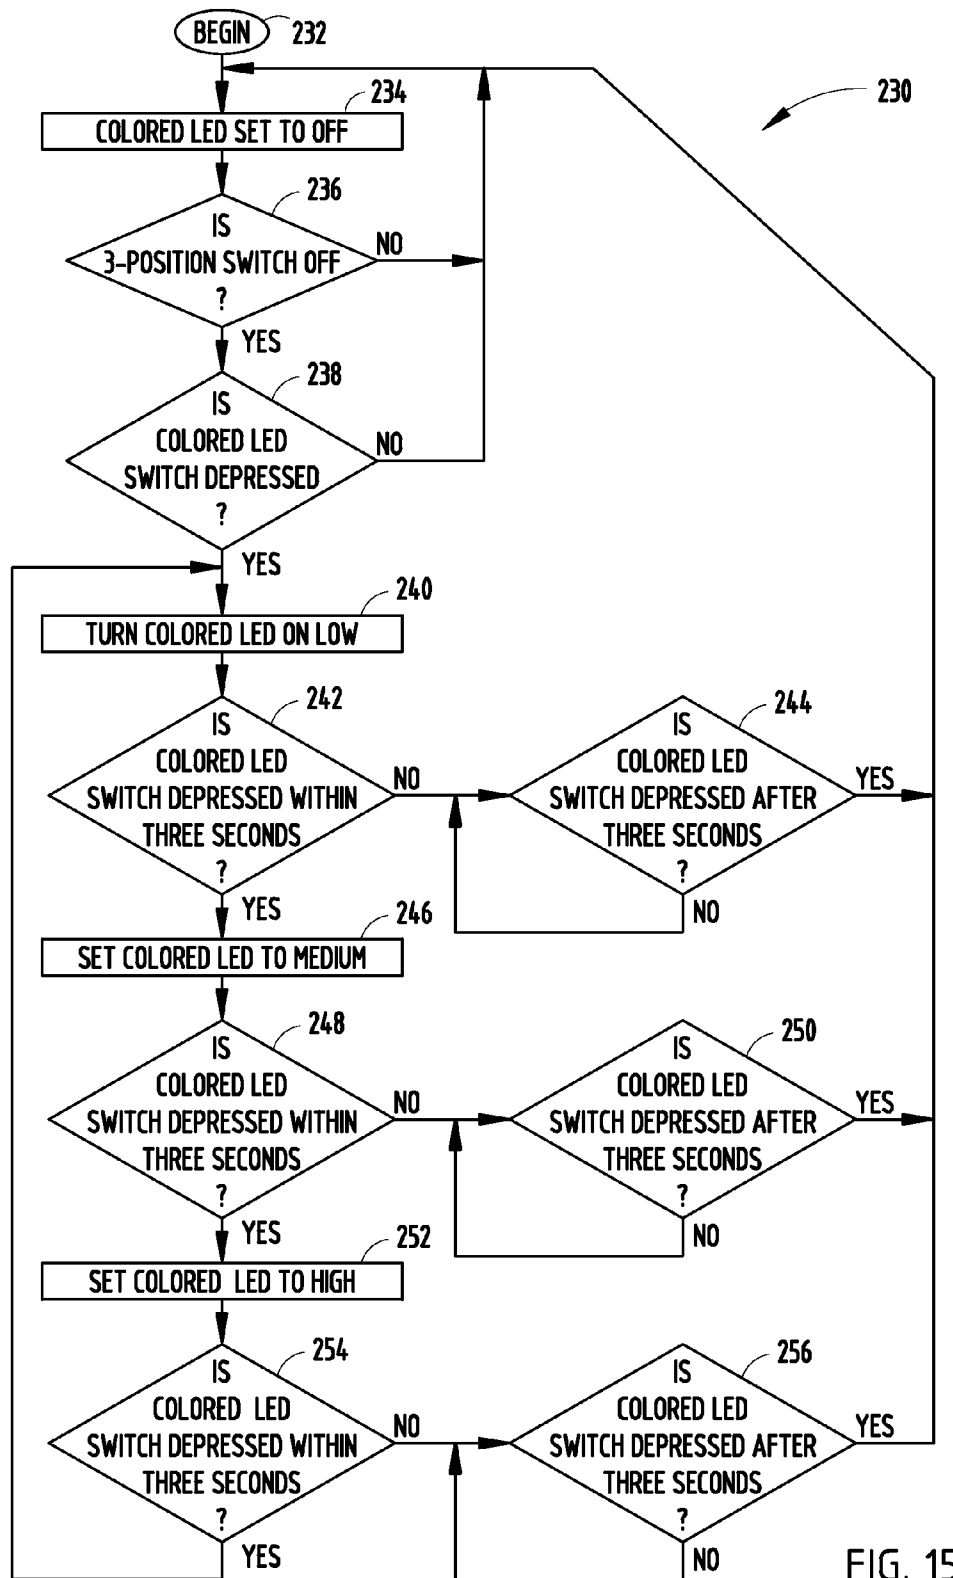 BEGIN
232
230
234
COLORED LED SET TO OFF
236
IS
3-POSITION SWITCH OFF
?
NO
YES
238
IS
COLORED LED
SWITCH DEPRESSED
?
NO
YES
240
TURN COLORED LED ON LOW
242
IS
COLORED LED
SWITCH DEPRESSED WITHIN
THREE SECONDS
?
NO
YES
244
IS
COLORED LED
SWITCH DEPRESSED AFTER
THREE SECONDS
?
YES
NO
246
SET COLORED LED TO MEDIUM
248
IS
COLORED LED
SWITCH DEPRESSED WITHIN
THREE SECONDS
?
NO
YES
250
IS
COLORED LED
SWITCH DEPRESSED AFTER
THREE SECONDS
?
YES
NO
252
SET COLORED LED TO HIGH
254
IS
COLORED LED
SWITCH DEPRESSED WITHIN
THREE SECONDS
?
NO
YES
256
IS
COLORED LED
SWITCH DEPRESSED AFTER
THREE SECONDS
?
YES
NO
FIG. 15